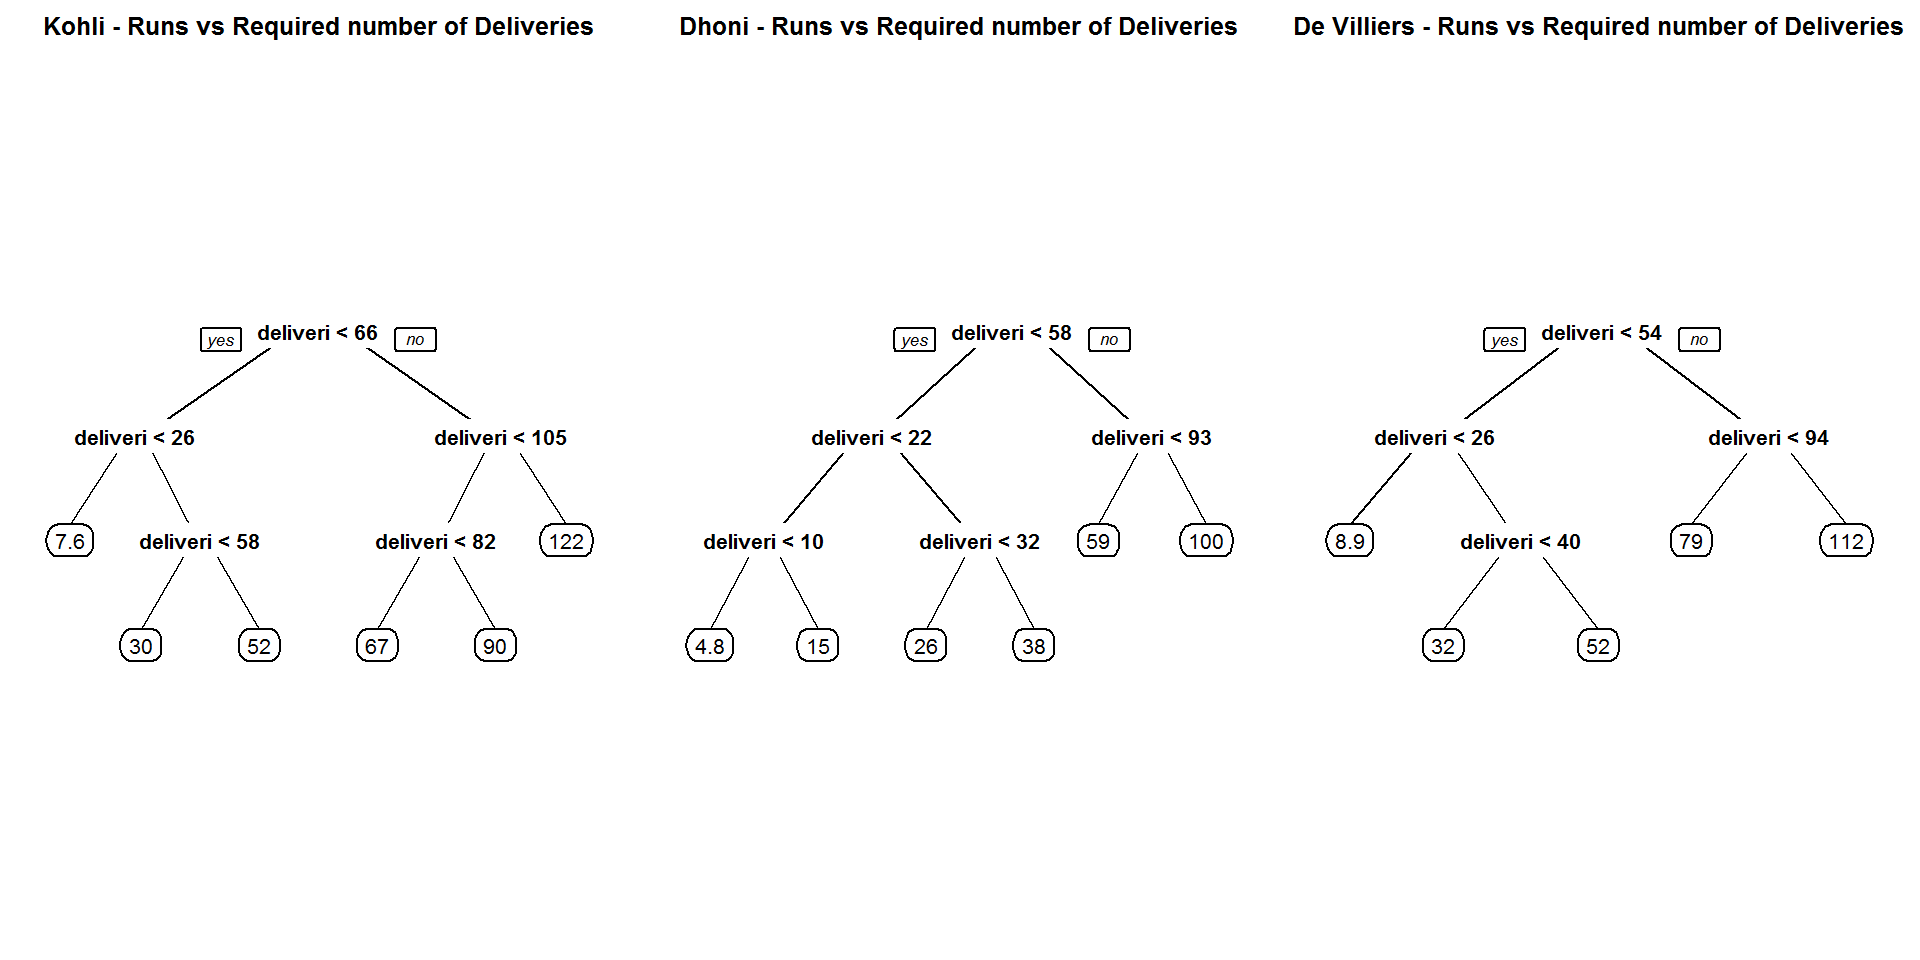 Kohli - Runs vs Required number of Deliveries
yes
deliveri < 66
no
deliveri < 26
deliveri < 105
7.6
deliveri < 58
deliveri < 82
122
30
52
67
90
Dhoni - Runs vs Required number of Deliveries
yes
deliveri < 58
no
deliveri < 22
deliveri < 93
deliveri < 10
deliveri < 32
59
100
4.8
15
26
38
De Villiers - Runs vs Required number of Deliveries
yes
deliveri < 54
no
deliveri < 26
deliveri < 94
8.9
deliveri < 40
79
112
32
52